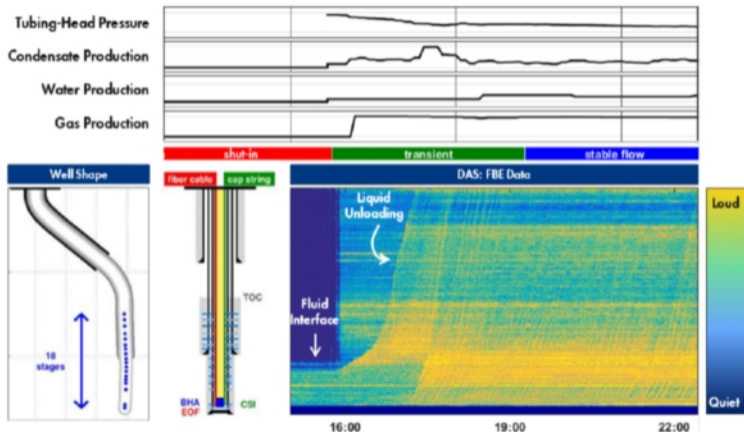 Tubing-Head Pressure
Condensate Production
Water Production
Gas Production
shut-in
transient
stable flow
Well Shape
fiber cable
cap string
DAS: FBE Data
Liquid
Unloading
Loud
TOC
Fluid
Interface
18
stages
BHA
EOF
CSI
Quiet
16:00
19:00
22:00